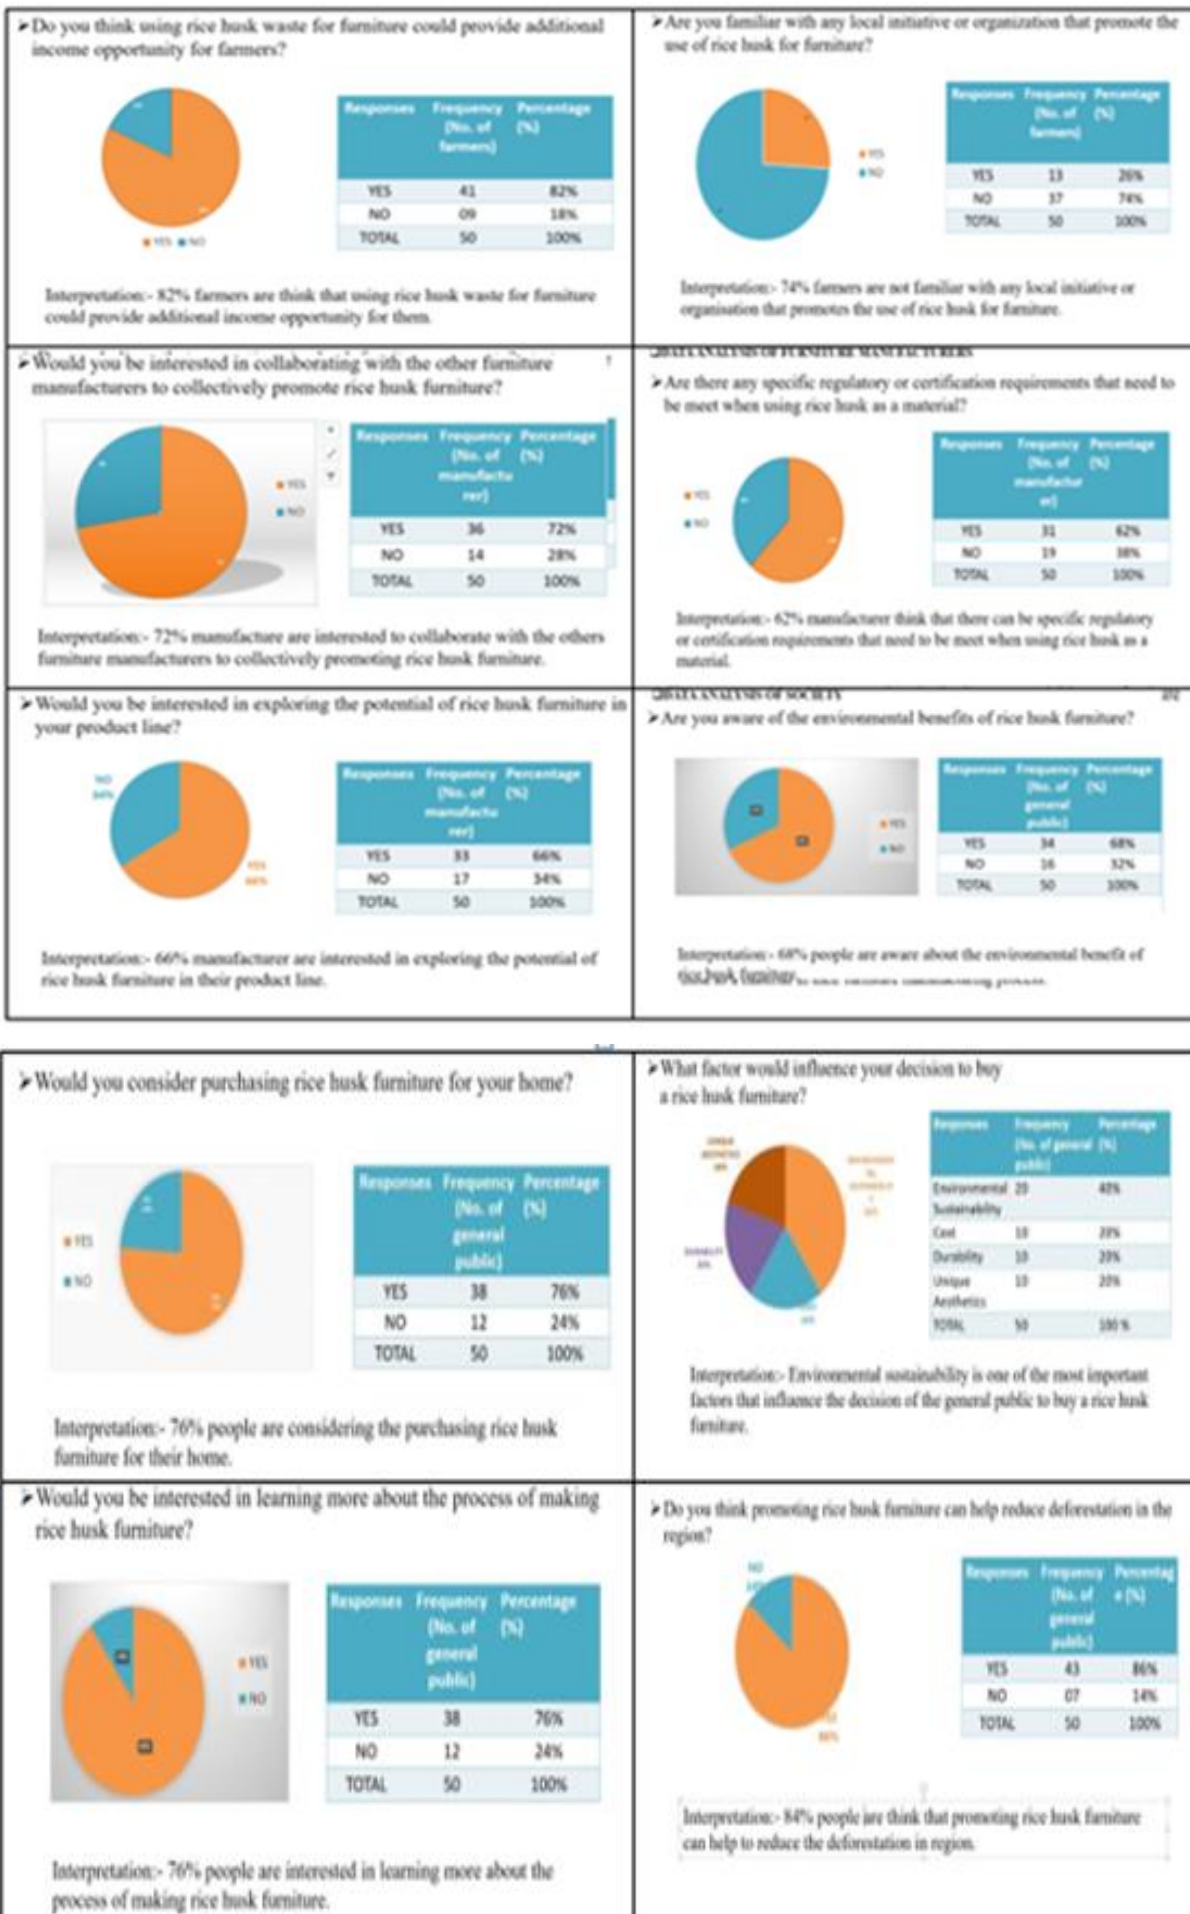 ➢Do you think using rice husk waste for furniture could provide additional
income opportunity for farmers?
Responses Frequency Percentage
(No. of (%)
farmers)
YES 41 82%
NO 09 18%
TOTAL 50 100%
YES NO
Interpretation:- 82% farmers are think that using rice husk waste for furniture
could provide additional income opportunity for them.
➢Are you familiar with any local initiative or organization that promote the
use of rice husk for furniture?
Responses Frequency Percentage
(No. of (%)
farmers)
YES
NO
YES 13 26%
NO 37 74%
TOTAL 50 100%
Interpretation:- 74% farmers are not familiar with any local initiative or
organisation that promotes the use of rice husk for furniture.
➢Would you be interested in collaborating with the other furniture
manufacturers to collectively promote rice husk furniture?
Responses Frequency Percentage
(No. of (%)
manufactu
rer)
YES
NO
YES 36 72%
NO 14 28%
TOTAL 50 100%
Interpretation:- 72% manufacture are interested to collaborate with the others
furniture manufacturers to collectively promoting rice husk furniture.
❑DATA ANALYSIS OF FURNITURE MANUFACTURERS
➢Are there any specific regulatory or certification requirements that need to
be meet when using rice husk as a material?
Responses Frequency Percentage
(No. of (%)
manufactur
er)
YES
NO
YES 31 62%
NO 19 38%
TOTAL 50 100%
Interpretation:- 62% manufacturer think that there can be specific regulatory
or certification requirements that need to be meet when using rice husk as a
material.
➢Would you be interested in exploring the potential of rice husk furniture in
your product line?
NO
34%
YES
66%
Responses Frequency Percentage
(No. of (%)
manufactu
rer)
YES 33 66%
NO 17 34%
TOTAL 50 100%
Interpretation:- 66% manufacturer are interested in exploring the potential of
rice husk furniture in their product line.
❑DATA ANALYSIS OF SOCIETY
➢Are you aware of the environmental benefits of rice husk furniture?
YES
NO
Responses Frequency Percentage
(No. of (%)
general
public)
YES 34 68%
NO 16 32%
TOTAL 50 100%
Interpretation:- 68% people are aware about the environmental benefit of
rice husk furniture.
➢Would you consider purchasing rice husk furniture for your home?
YES
NO
Responses Frequency Percentage
(No. of (%)
general
public)
YES 38 76%
NO 12 24%
TOTAL 50 100%
Interpretation:- 76% people are considering the purchasing rice husk
furniture for their home.
➢What factor would influence your decision to buy
a rice husk furniture?
UNIQUE
AESTHETICS
DURABILITY
Responses Frequency Percentage
(No. of general (%)
public)
Environmental 20 40%
Sustainability
Cost 10 20%
Durability 10 20%
Unique 10 20%
Aesthetics
TOTAL 50 100 %
Interpretation:- Environmental sustainability is one of the most important
factors that influence the decision of the general public to buy a rice husk
furniture.
➢Would you be interested in learning more about the process of making
rice husk furniture?
YES
NO
Responses Frequency Percentage
(No. of (%)
general
public)
YES 38 76%
NO 12 24%
TOTAL 50 100%
Interpretation:- 76% people are interested in learning more about the
process of making rice husk furniture.
➢Do you think promoting rice husk furniture can help reduce deforestation in the
region?
NO
14%
86%
Responses Frequency Percentag
(No. of e (%)
general
public)
YES 43 86%
NO 07 14%
TOTAL 50 100%
Interpretation:- 84% people are think that promoting rice husk furniture
can help to reduce the deforestation in region.